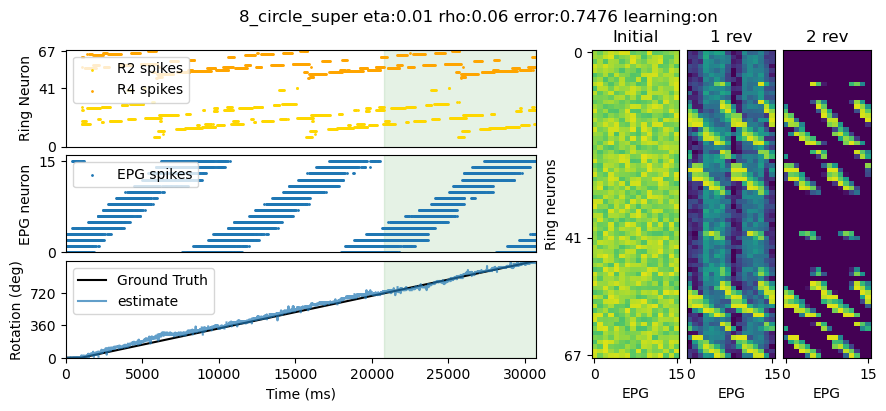 8_circle_super eta:0.01 rho:0.06 error:0.7476 learning:on
Ring Neuron
67
41
0
R2 spikes
R4 spikes
EPG neuron
15
0
EPG spikes
Rotation (deg)
720
360
0
Ground Truth
estimate
0 5000 10000 15000 20000 25000 30000
Time (ms)
Initial 1 rev 2 rev
Ring neurons
0
41
67
0 15 0 15 0 15
EPG EPG EPG